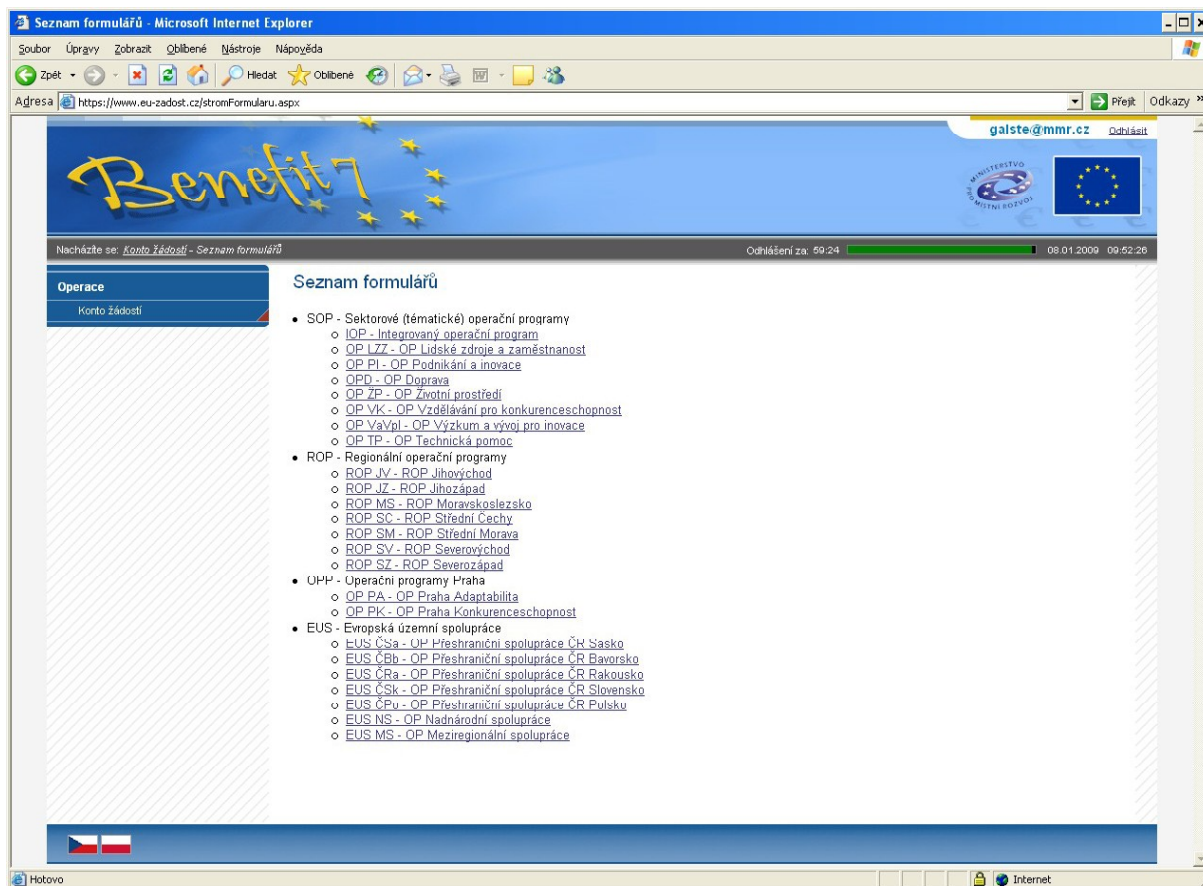 Seznam formulářů - Microsoft Internet Explorer
Soubor Úpravy Zobrazit Oblíbené Nástroje Nápověda
Zpět Hledat Oblíbené
Adresa https://www.eu-zadost.cz/stromFormularu.aspx Přejít Odkazy »
galste@mmr.cz Odhlásit
Benefit 7
MINISTERSTVO
PRO MÍSTNÍ ROZVOJ
Nacházíte se: Konto žádostí - Seznam formulářů Odhlášení za: 59:24 08.01.2009 09:52:26
Operace
Konto žádostí
Seznam formulářů
• SOP - Sektorové (tématické) operační programy
o IOP - Integrovaný operační program
o OP LZZ - OP Lidské zdroje a zaměstnanost
o OP PI - OP Podnikání a inovace
o OPD - OP Doprava
o OP ŽP - OP Životní prostředí
o OP VK - OP Vzdělávání pro konkurenceschopnost
o OP VaVpI - OP Výzkum a vývoj pro inovace
o OP TP - OP Technická pomoc
• ROP - Regionální operační programy
o ROP JV - ROP Jihovýchod
o ROP JZ - ROP Jihozápad
o ROP MS - ROP Moravskoslezsko
o ROP SC - ROP Střední Čechy
o ROP SM - ROP Střední Morava
o ROP SV - ROP Severovýchod
o ROP SZ - ROP Severozápad
• OPP - Operační programy Praha
o OP PA - OP Praha Adaptabilita
o OP PK - OP Praha Konkurenceschopnost
• EUS - Evropská územní spolupráce
o EUS ČSa - OP Přeshraniční spolupráce ČR Sasko
o EUS ČBb - OP Přeshraniční spolupráce ČR Bavorsko
o EUS ČRa - OP Přeshraniční spolupráce ČR Rakousko
o EUS ČSk - OP Přeshraniční spolupráce ČR Slovensko
o EUS ČPo - OP Přeshraniční spolupráce ČR Polsko
o EUS NS - OP Nadnárodní spolupráce
o EUS MS - OP Meziregionální spolupráce
Hotovo Internet